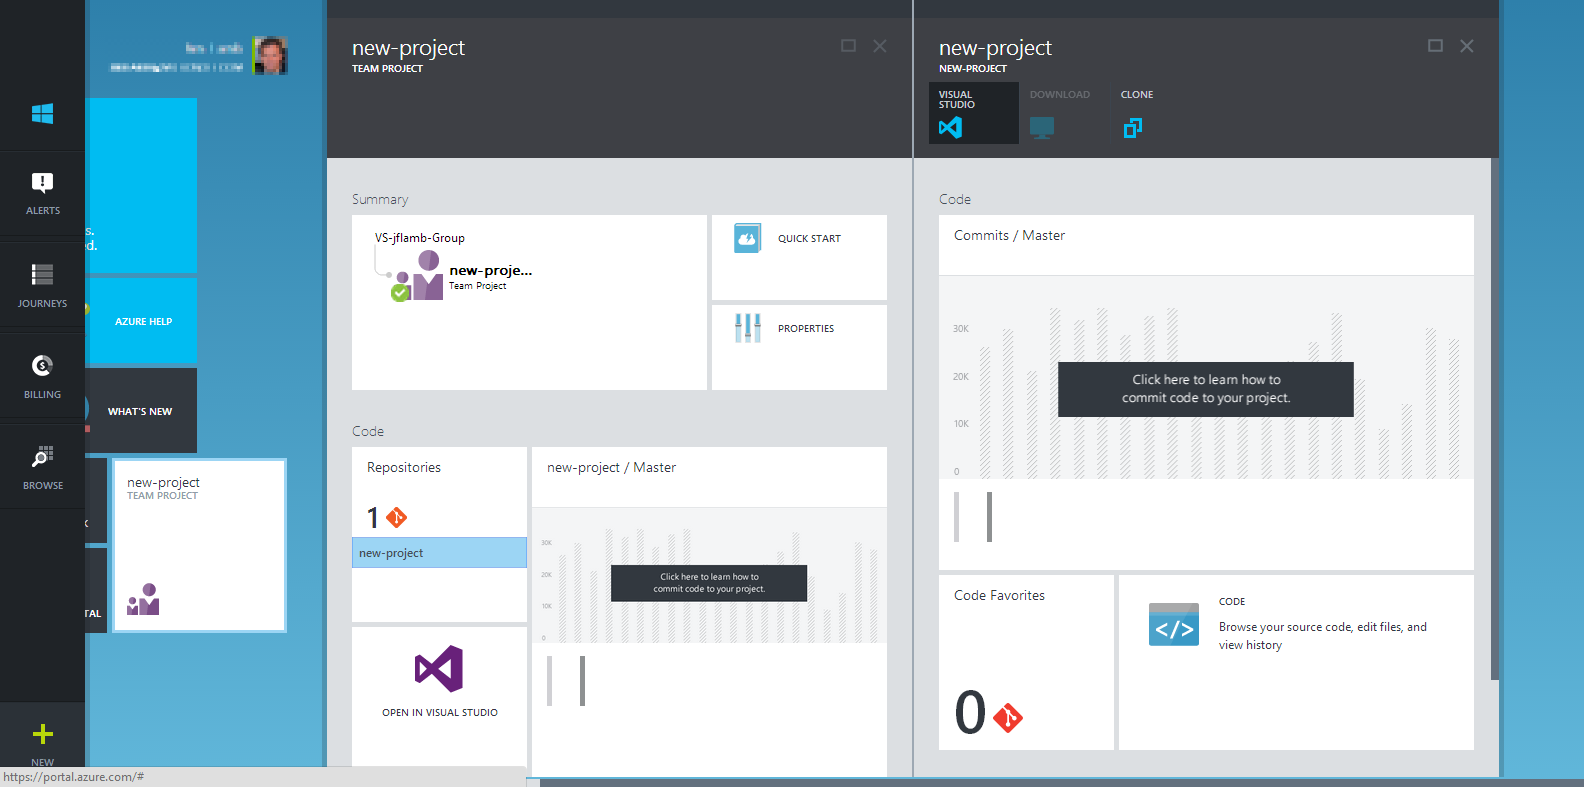 ALERTS
JOURNEYS
BILLING
BROWSE
NEW
s.
d.
AZURE HELP
WHAT'S NEW
K
TAL
new-project
TEAM PROJECT
new-project
TEAM PROJECT
Summary
VS-jflamb-Group
new-proje...
Team Project
QUICK START
PROPERTIES
Code
Repositories
1
new-project
OPEN IN VISUAL STUDIO
new-project / Master
30K
20K
10K
0
Click here to learn how to
commit code to your project.
new-project
NEW-PROJECT
VISUAL
STUDIO
DOWNLOAD
CLONE
Code
Commits / Master
30K
20K
10K
0
Click here to learn how to
commit code to your project.
Code Favorites
0
CODE
Browse your source code, edit files, and
view history
https://portal.azure.com/#